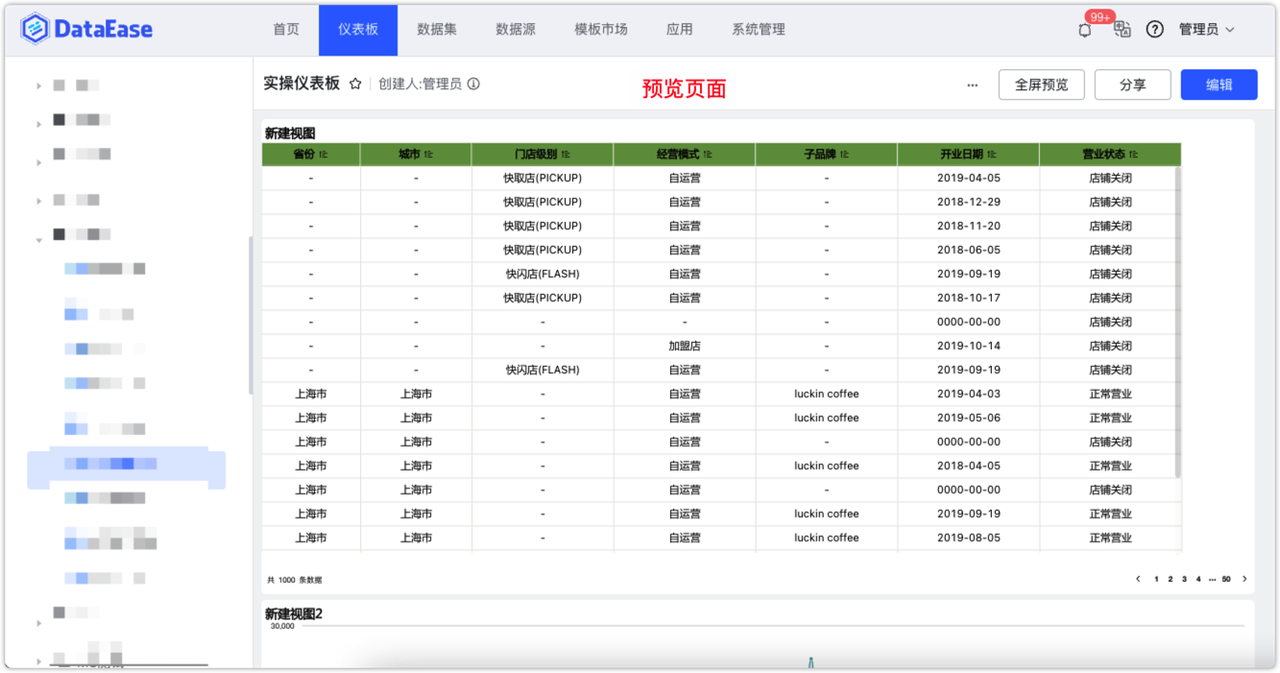 DataEase 首页 仪表板 数据集 数据源 模板市场 应用 系统管理 99+ 管理员
实操仪表板 创建人:管理员 预览页面 ... 全屏预览 分享 编辑
新建视图
省份 城市 门店级别 经营模式 子品牌 开业日期 营业状态
- - 快取店(PICKUP) 自运营 - 2019-04-05 店铺关闭
- - 快取店(PICKUP) 自运营 - 2018-12-29 店铺关闭
- - 快取店(PICKUP) 自运营 - 2018-11-20 店铺关闭
- - 快取店(PICKUP) 自运营 - 2018-06-05 店铺关闭
- - 快闪店(FLASH) 自运营 - 2019-09-19 店铺关闭
- - 快取店(PICKUP) 自运营 - 2018-10-17 店铺关闭
- - - - - 0000-00-00 店铺关闭
- - - 加盟店 - 2019-10-14 店铺关闭
- - 快闪店(FLASH) 自运营 - 2019-09-19 店铺关闭
上海市 上海市 - 自运营 luckin coffee 2019-04-03 正常营业
上海市 上海市 - 自运营 luckin coffee 2019-05-06 正常营业
上海市 上海市 - 自运营 - 0000-00-00 店铺关闭
上海市 上海市 - 自运营 luckin coffee 2018-04-05 正常营业
上海市 上海市 - 自运营 - 0000-00-00 店铺关闭
上海市 上海市 - 自运营 luckin coffee 2019-09-19 正常营业
上海市 上海市 - 自运营 luckin coffee 2019-08-05 正常营业
共 1000 条数据 < 1 2 3 4 ... 50 >
新建视图2
30,000